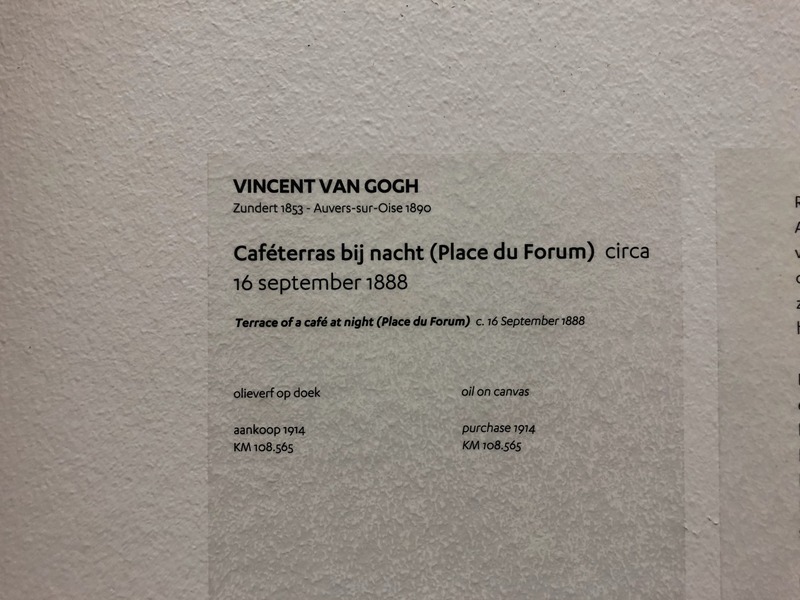 VINCENT VAN GOGH
Zundert 1853 - Auvers-sur-Oise 1890
Caféterras bij nacht (Place du Forum) circa
16 september 1888
Terrace of a café at night (Place du Forum) c. 16 September 1888
olieverf op doek
oil on canvas
aankoop 1914
purchase 1914
KM 108.565
KM 108.565